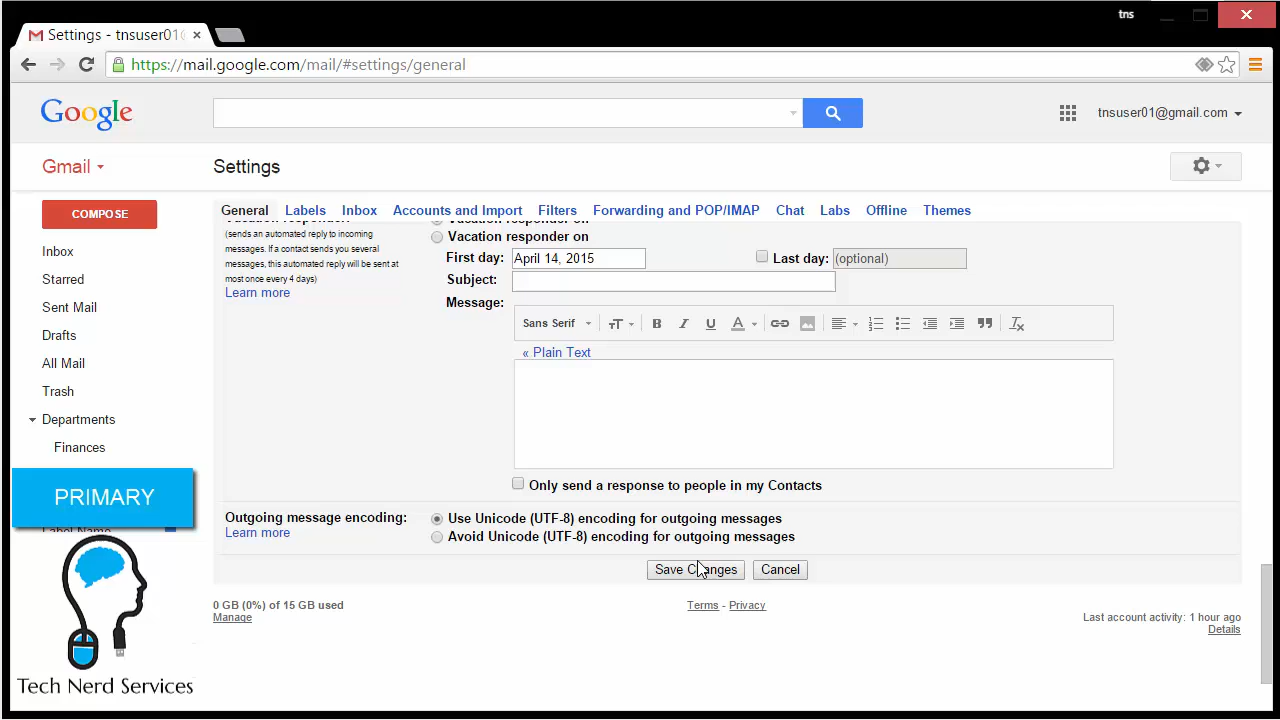 tns
Settings - tnsuser01@
https://mail.google.com/mail/#settings/general
Google
tnsuser01@gmail.com
Gmail
Settings
COMPOSE
General Labels Inbox Accounts and Import Filters Forwarding and POP/IMAP Chat Labs Offline Themes
Inbox
Starred
Sent Mail
Drafts
All Mail
Trash
Departments
Finances
PRIMARY
Label Name
Tech Nerd Services
Vacation responder:
(sends an automated reply to incoming
messages. If a contact sends you several
messages, this automated reply will be sent at
most once every 4 days)
Learn more
Vacation responder on
First day: April 14, 2015 Last day: (optional)
Subject:
Message:
Sans Serif
« Plain Text
Only send a response to people in my Contacts
Outgoing message encoding:
Learn more
Use Unicode (UTF-8) encoding for outgoing messages
Avoid Unicode (UTF-8) encoding for outgoing messages
Save Changes Cancel
0 GB (0%) of 15 GB used
Manage
Terms - Privacy
Last account activity: 1 hour ago
Details